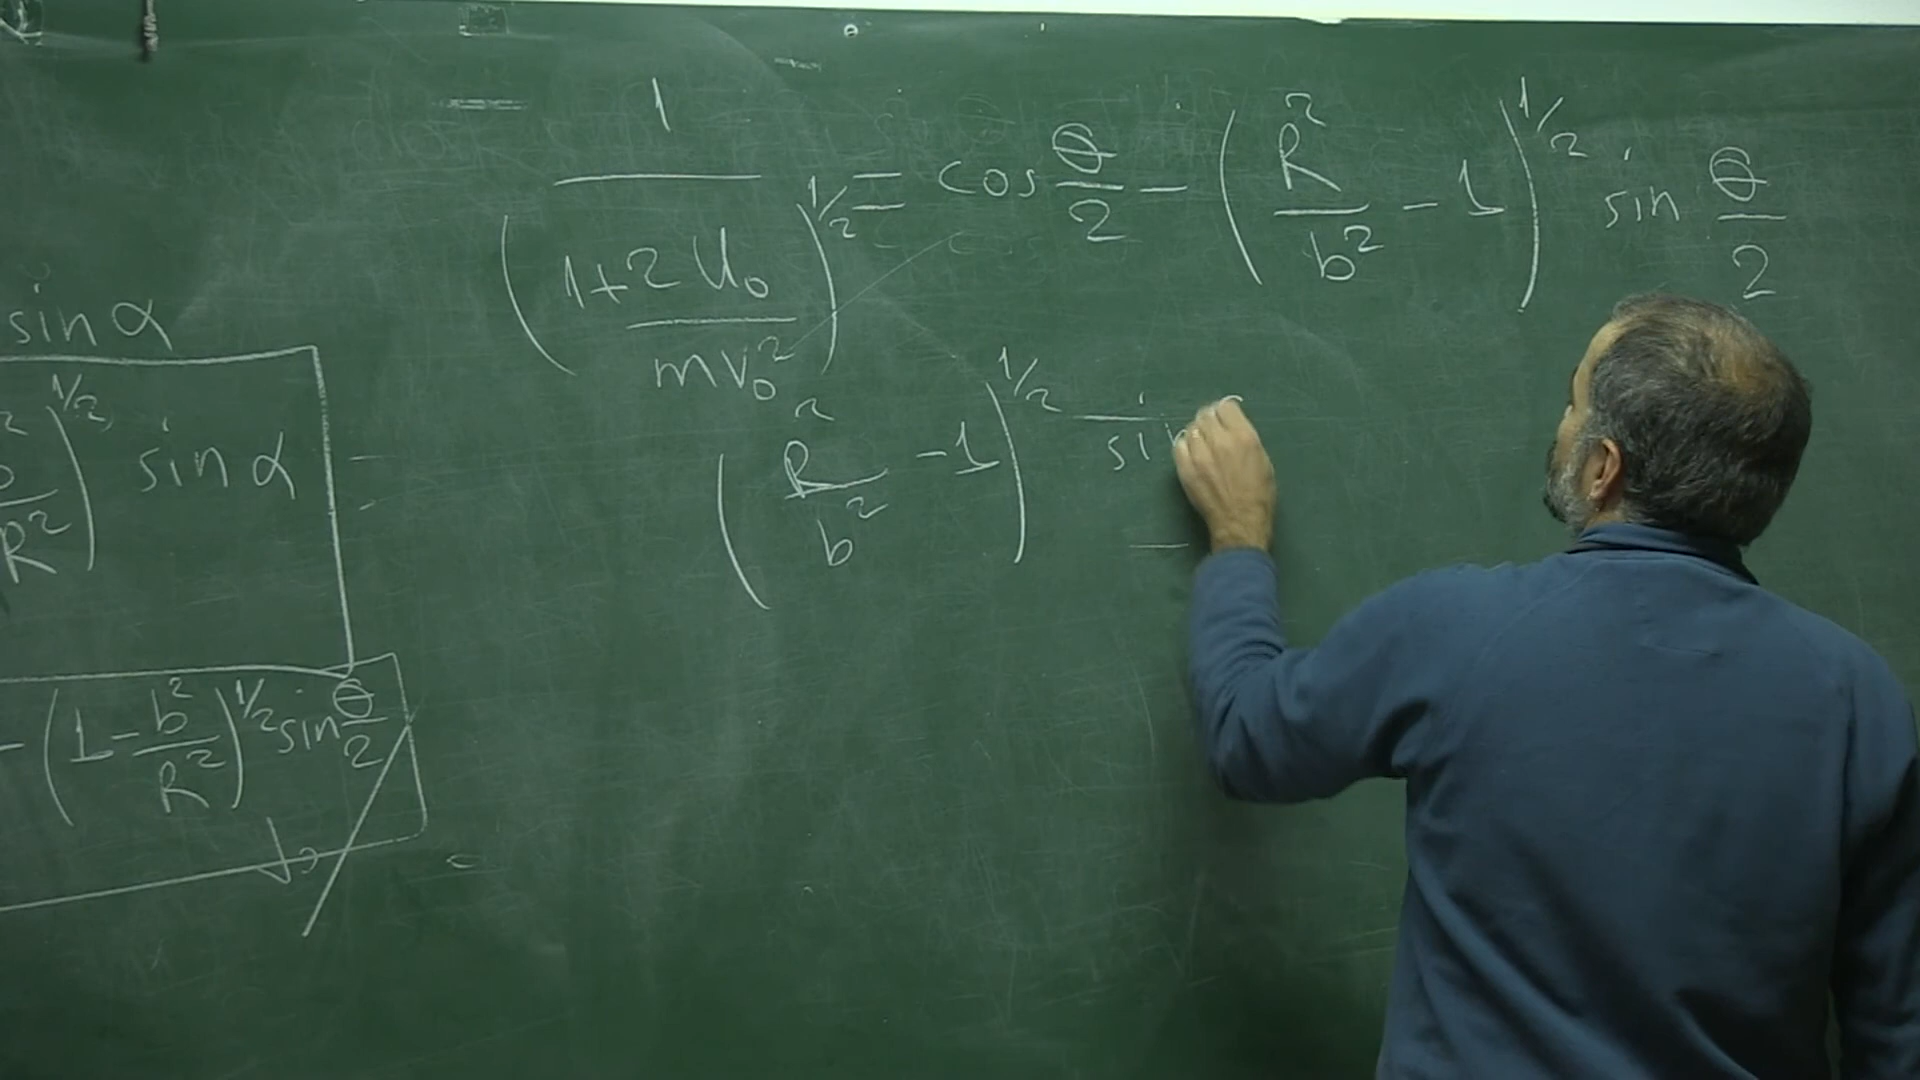 1 / (1+2U₀/mv₀²)^1/2 = cos θ/2 - (R²/b² - 1)^1/2 sin θ/2
(R²/b² - 1)^1/2 sin
sin α
)^1/2 sin α
R²
- (1 - b²/R²)^1/2 sin θ/2